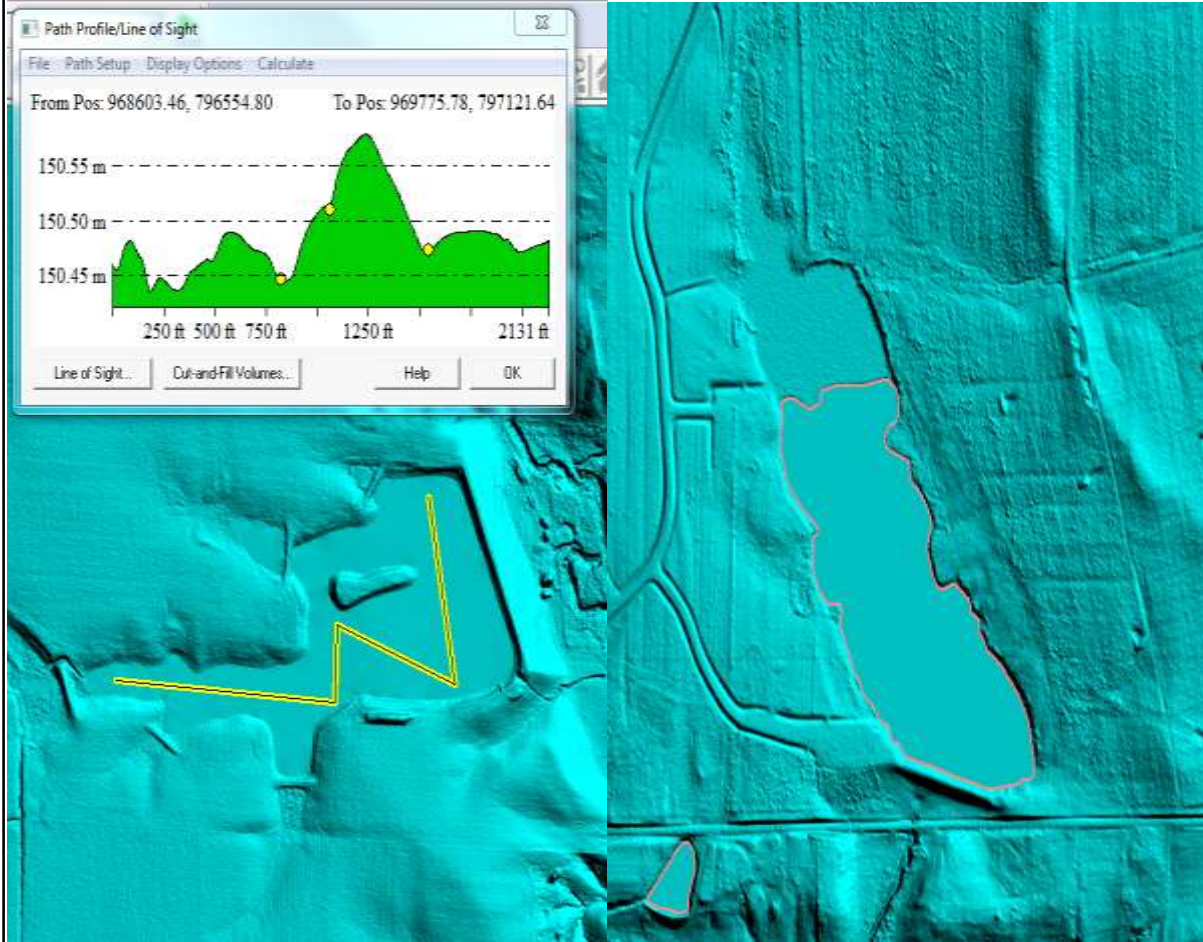 Path Profile/Line of Sight
File Path Setup Display Options Calculate
From Pos: 968603.46, 796554.80 To Pos: 969775.78, 797121.64
150.55 m
150.50 m
150.45 m
250 ft 500 ft 750 ft 1250 ft 2131 ft
Line of Sight... Cut-and-Fill Volumes... Help OK